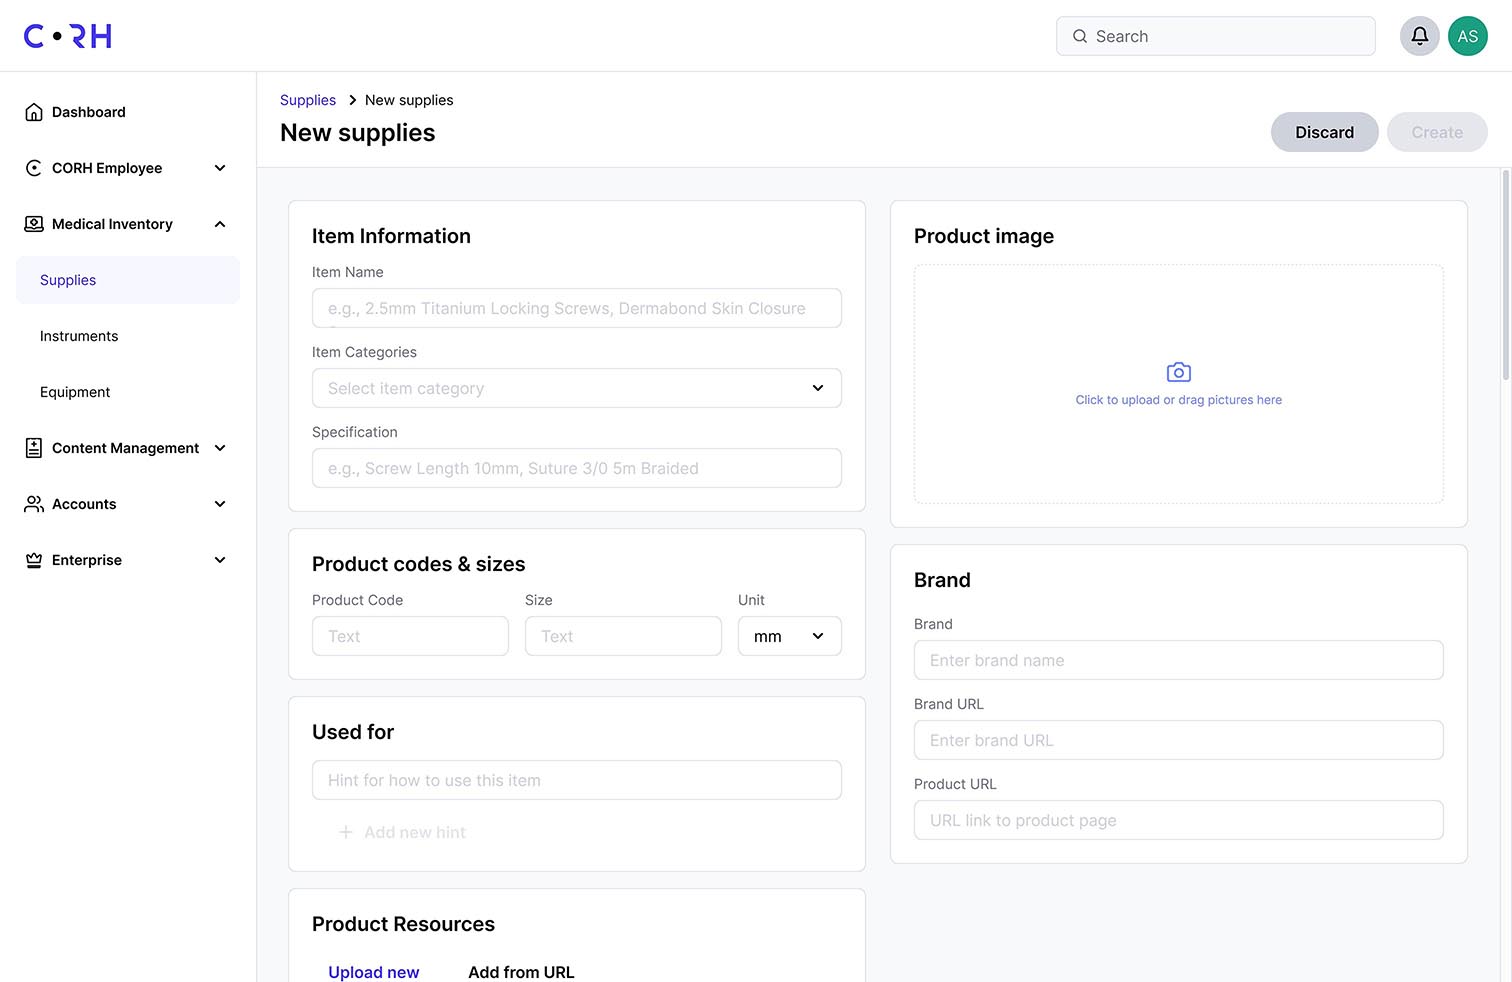 C•RH
Search
AS
Dashboard
CORH Employee
Medical Inventory
Supplies
Instruments
Equipment
Content Management
Accounts
Enterprise
Supplies > New supplies
New supplies
Discard
Create
Item Information
Item Name
e.g., 2.5mm Titanium Locking Screws, Dermabond Skin Closure
Item Categories
Select item category
Specification
e.g., Screw Length 10mm, Suture 3/0 5m Braided
Product codes & sizes
Product Code Size Unit
Text Text mm
Used for
Hint for how to use this item
+ Add new hint
Product Resources
Upload new Add from URL
Product image
Click to upload or drag pictures here
Brand
Brand
Enter brand name
Brand URL
Enter brand URL
Product URL
URL link to product page